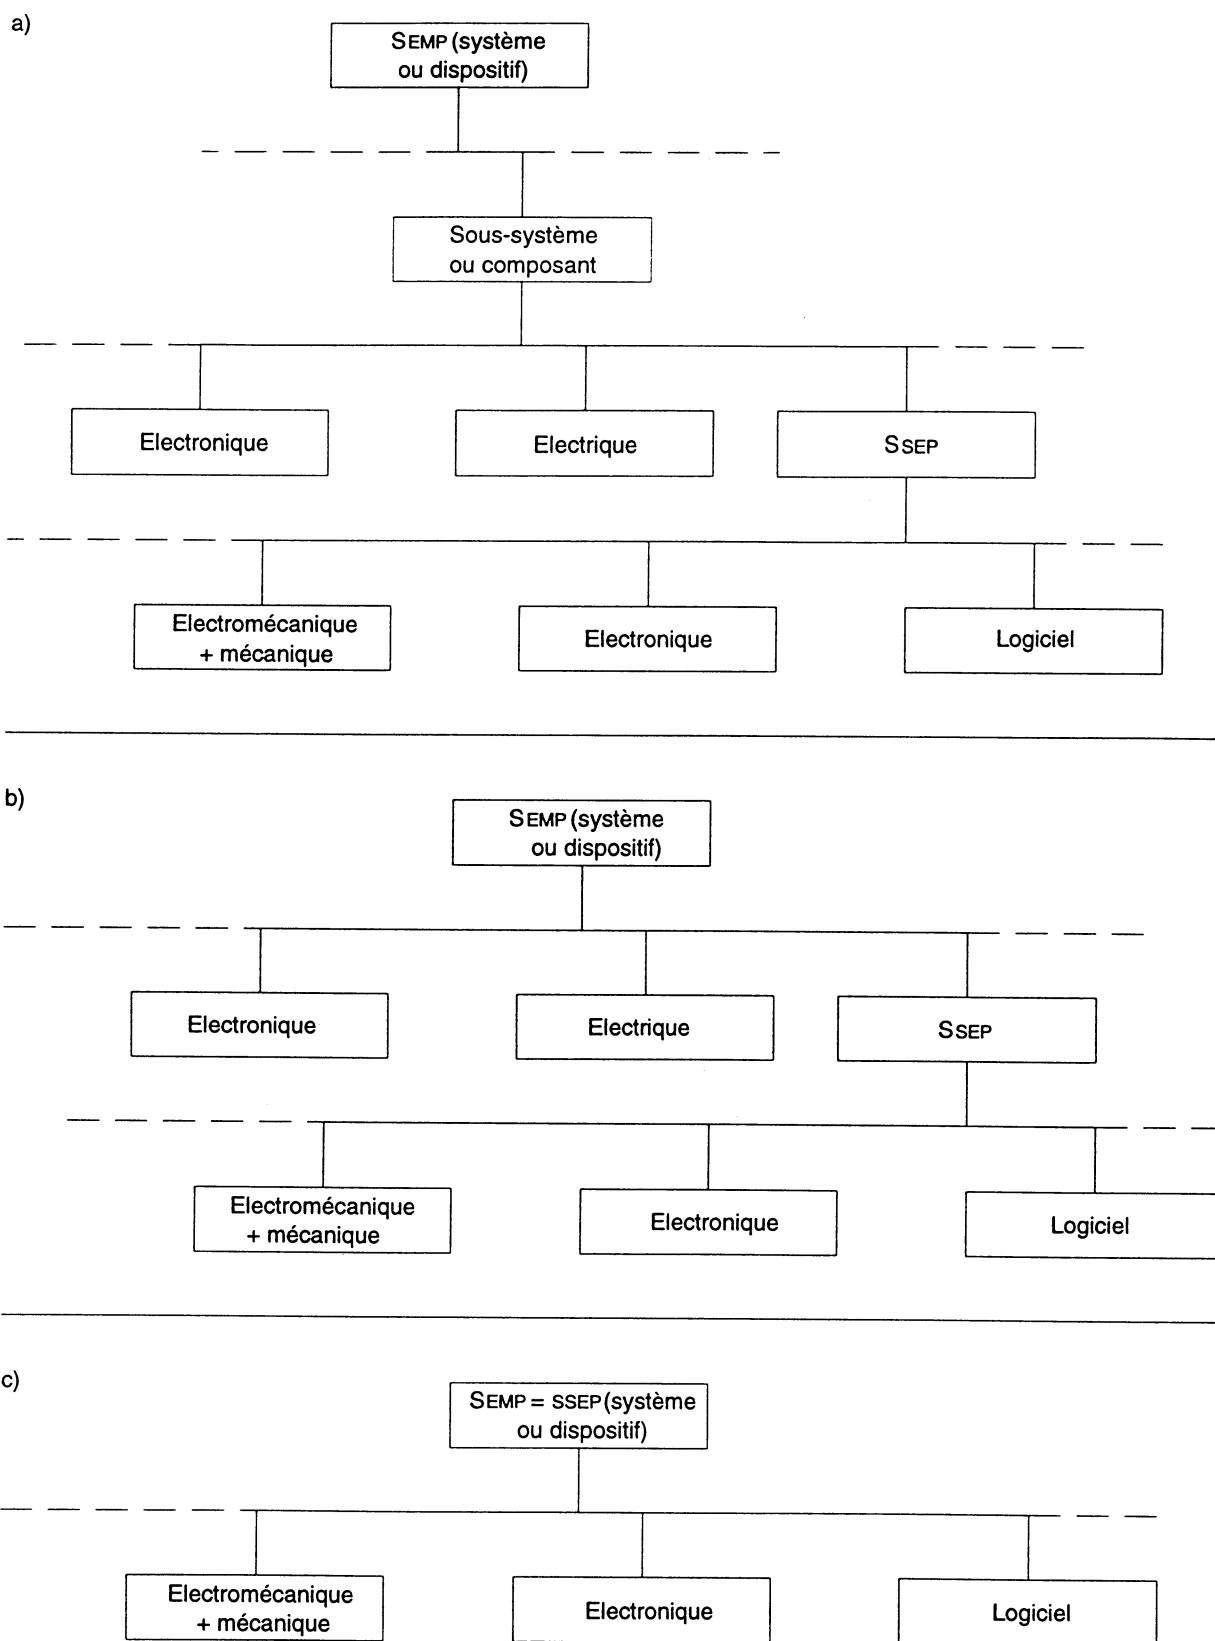 a)
SEMP (système
ou dispositif)
Sous-système
ou composant
Electronique
Electrique
SSEP
Electromécanique
+ mécanique
Electronique
Logiciel
b)
SEMP (système
ou dispositif)
Electronique
Electrique
SSEP
Electromécanique
+ mécanique
Electronique
Logiciel
c)
SEMP = SSEP (système
ou dispositif)
Electromécanique
+ mécanique
Electronique
Logiciel